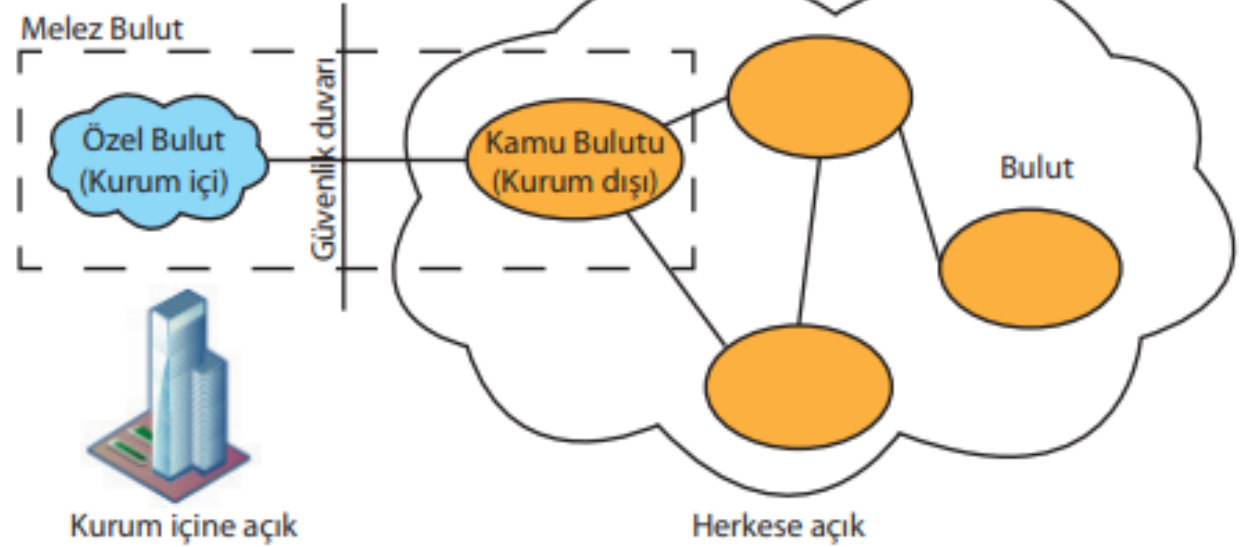 Melez Bulut
Özel Bulut
(Kurum içi)
Güvenlik duvarı
Kamu Bulutu
(Kurum dışı)
Bulut
Kurum içine açık
Herkese açık